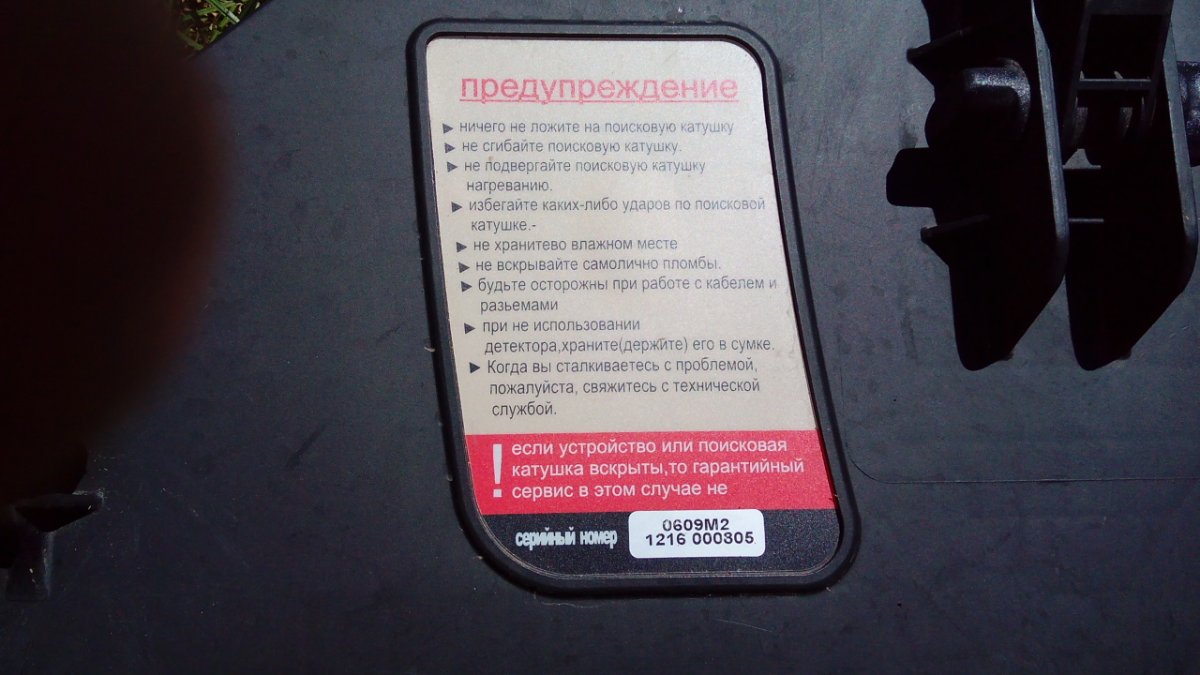 предупреждение
ничего не ложите на поисковую катушку
не сгибайте поисковую катушку.
не подвергайте поисковую катушку
нагреванию.
избегайте каких-либо ударов по поисковой
катушке.-
не хранитево влажном месте
не вскрывайте самолично пломбы.
будьте осторожны при работе с кабелем и
разьемами
при не использовании
детектора,храните(держйте) его в сумке.
Когда вы сталкиваетесь с проблемой,
пожалуйста, свяжитесь с технической
службой.
! если устройство или поисковая
катушка вскрыты,то гарантийный
сервис в этом случае не
серийный номер
0609M2
1216 000305